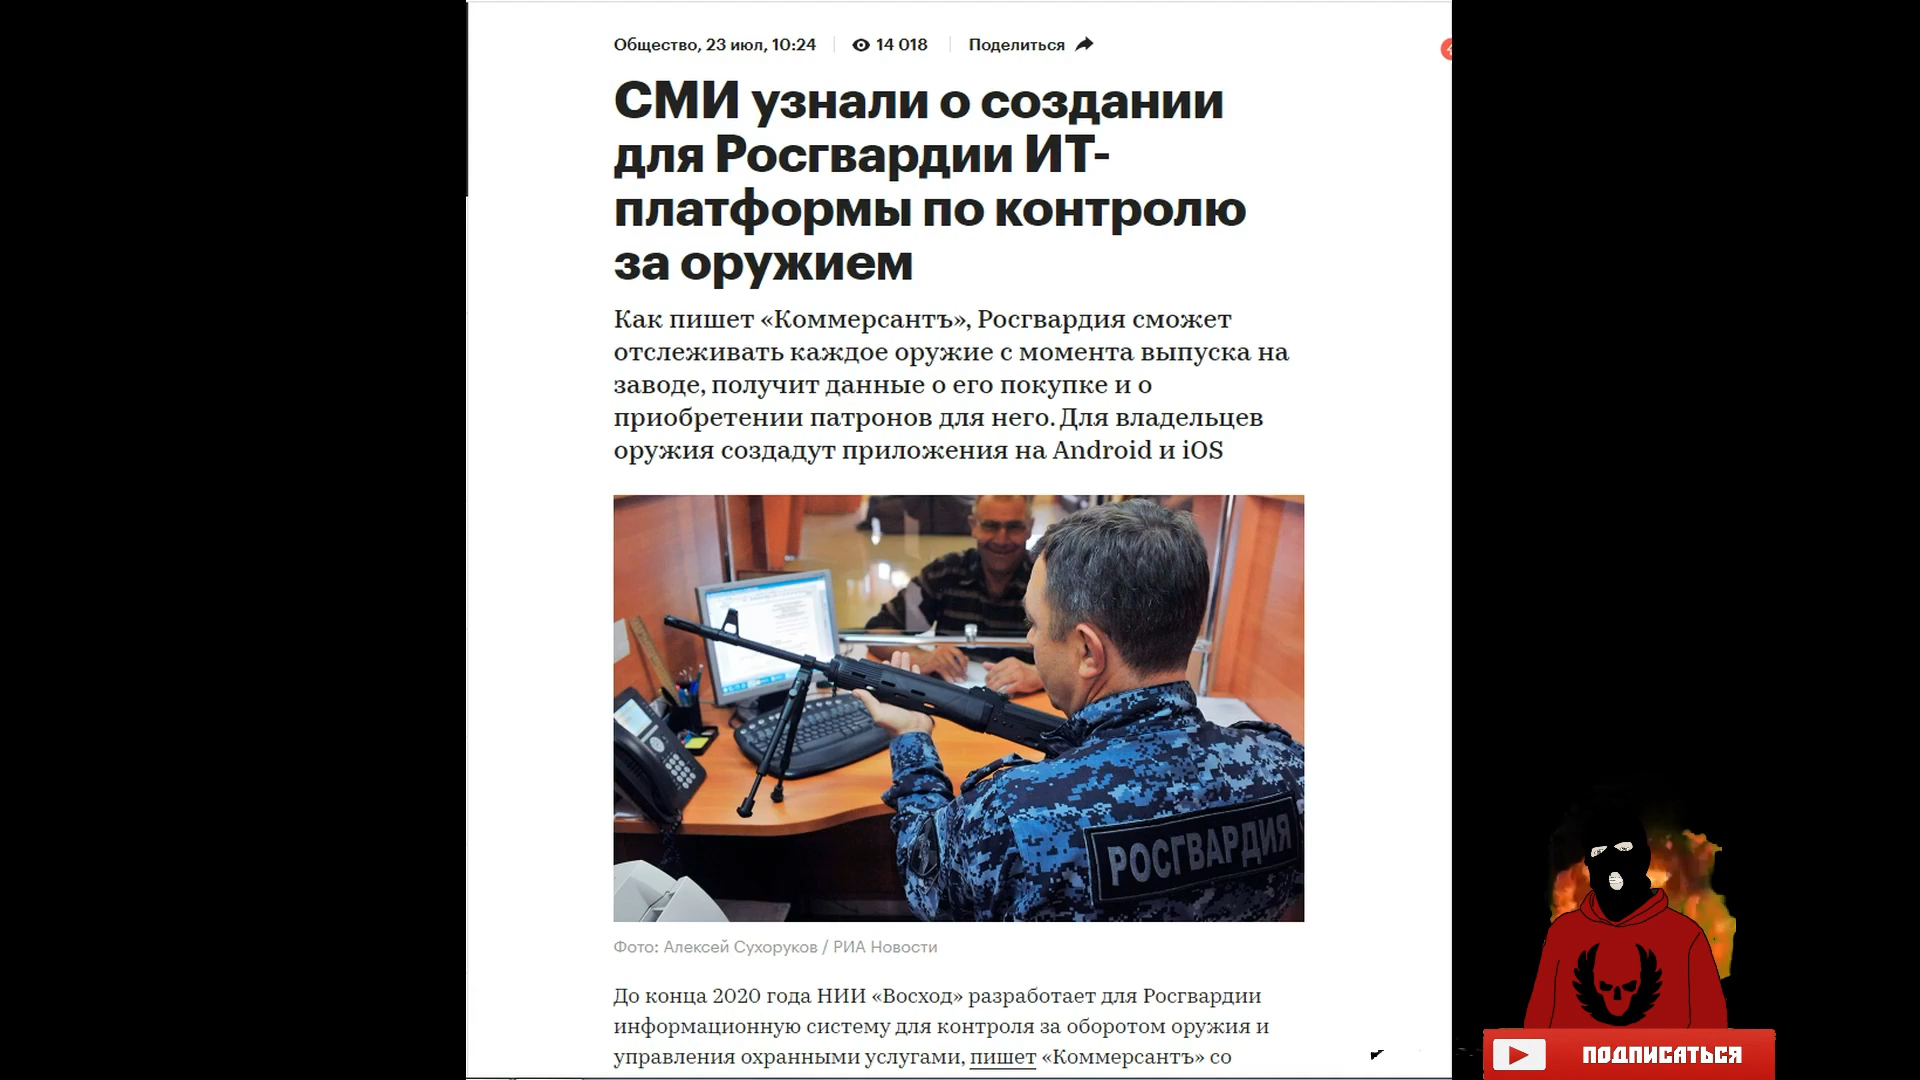 Общество, 23 июл, 10:24 14 018 Поделиться
СМИ узнали о создании
для Росгвардии ИТ-
платформы по контролю
за оружием
Как пишет «Коммерсантъ», Росгвардия сможет
отслеживать каждое оружие с момента выпуска на
заводе, получит данные о его покупке и о
приобретении патронов для него. Для владельцев
оружия создадут приложения на Android и iOS
РОСГВАРДИЯ
Фото: Алексей Сухоруков / РИА Новости
До конца 2020 года НИИ «Восход» разработает для Росгвардии
информационную систему для контроля за оборотом оружия и
управления охранными услугами, пишет «Коммерсантъ» со
ПОДПИСАТЬСЯ